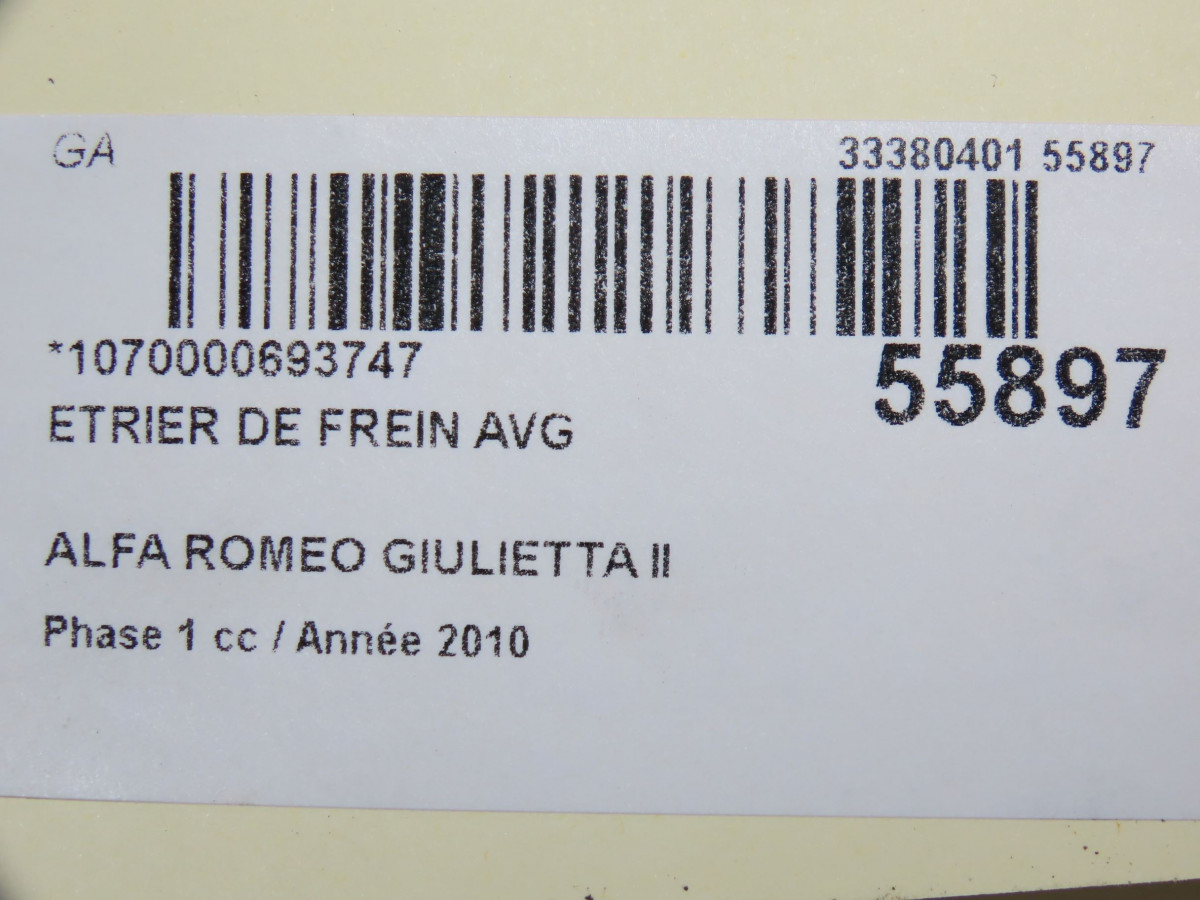 GA
33380401 55897
*1070000693747
55897
ETRIER DE FREIN AVG
ALFA ROMEO GIULIETTA II
Phase 1 cc / Année 2010